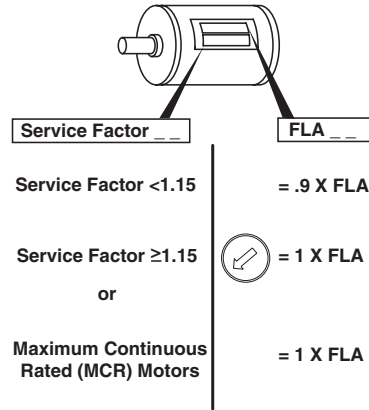 Service Factor _ _ FLA _ _
Service Factor <1.15 = .9 X FLA
Service Factor ≥1.15 = 1 X FLA
or
Maximum Continuous
Rated (MCR) Motors = 1 X FLA